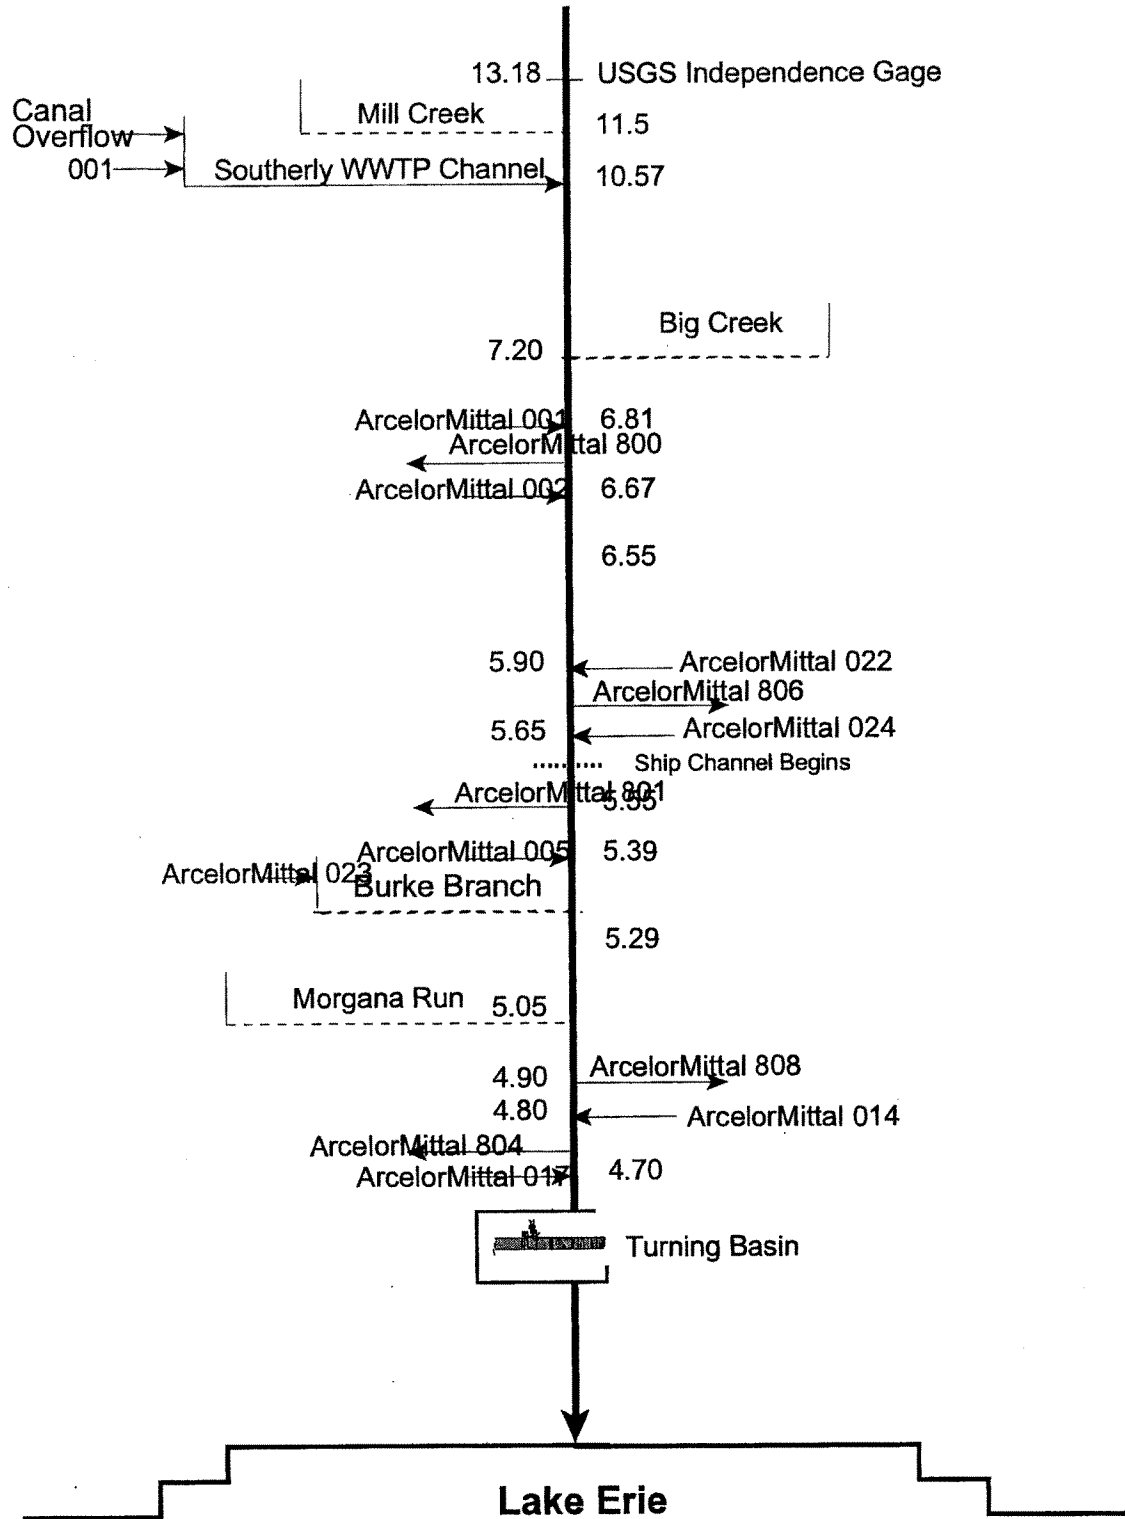 13.18 USGS Independence Gage
Canal
Overflow
Mill Creek 11.5
001 Southerly WWTP Channel 10.57
Big Creek
7.20
ArcelorMittal 001 6.81
ArcelorMittal 800
ArcelorMittal 002 6.67
6.55
5.90 ArcelorMittal 022
ArcelorMittal 806
5.65 ArcelorMittal 024
Ship Channel Begins
ArcelorMittal 801 5.55
ArcelorMittal 005 5.39
ArcelorMittal 023
Burke Branch
5.29
Morgana Run 5.05
ArcelorMittal 808
4.90
4.80 ArcelorMittal 014
ArcelorMittal 804
ArcelorMittal 017 4.70
Turning Basin
Lake Erie